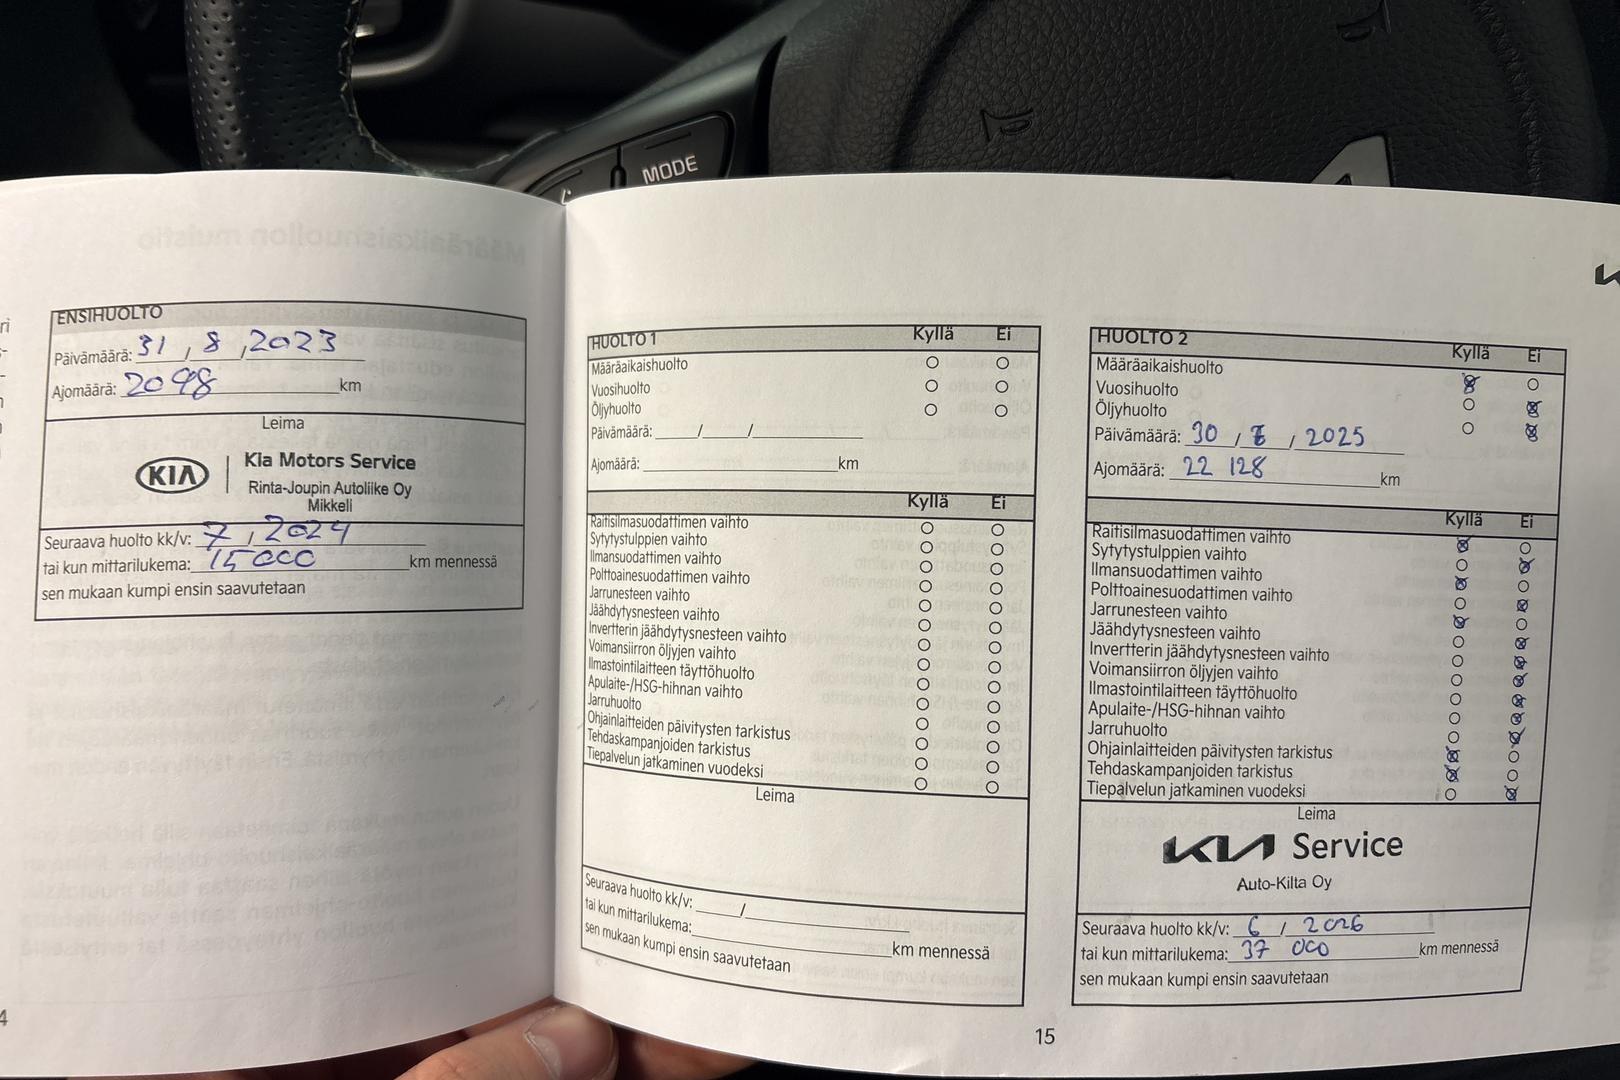 MODE
ENSIHUOLTO
Päivämäärä: 31 / 8 / 2023
Ajomäärä: 2098 km
Leima
KIA
Kia Motors Service
Rinta-Joupin Autoliike Oy
Mikkeli
Seuraava huolto kk/v: 7 / 2024
tai kun mittarilukema: 15 000 km mennessä
sen mukaan kumpi ensin saavutetaan
HUOLTO 1 Kyllä Ei
Määräaikaishuolto
Vuosihuolto
Öljyhuolto
Päivämäärä: / /
Ajomäärä: km
Kyllä Ei
Raitisilmasuodattimen vaihto
Sytytystulppien vaihto
Ilmansuodattimen vaihto
Polttoainesuodattimen vaihto
Jarrunesteen vaihto
Jäähdytysnesteen vaihto
Invertterin jäähdytysnesteen vaihto
Voimansiirron öljyjen vaihto
Ilmastointilaitteen täyttöhuolto
Apulaite-/HSG-hihnan vaihto
Jarruhuolto
Ohjainlaitteiden päivitysten tarkistus
Tehdaskampanjoiden tarkistus
Tiepalvelun jatkaminen vuodeksi
Leima
Seuraava huolto kk/v: /
tai kun mittarilukema: km mennessä
sen mukaan kumpi ensin saavutetaan
15
HUOLTO 2 Kyllä Ei
Määräaikaishuolto
Vuosihuolto
Öljyhuolto
Päivämäärä: 30 / / 2025
Ajomäärä: 22 128 km
Kyllä Ei
Raitisilmasuodattimen vaihto
Sytytystulppien vaihto
Ilmansuodattimen vaihto
Polttoainesuodattimen vaihto
Jarrunesteen vaihto
Jäähdytysnesteen vaihto
Invertterin jäähdytysnesteen vaihto
Voimansiirron öljyjen vaihto
Ilmastointilaitteen täyttöhuolto
Apulaite-/HSG-hihnan vaihto
Jarruhuolto
Ohjainlaitteiden päivitysten tarkistus
Tehdaskampanjoiden tarkistus
Tiepalvelun jatkaminen vuodeksi
Leima
KIA Service
Auto-Kilta Oy
Seuraava huolto kk/v: 6 / 2026
tai kun mittarilukema: 37 000 km mennessä
sen mukaan kumpi ensin saavutetaan